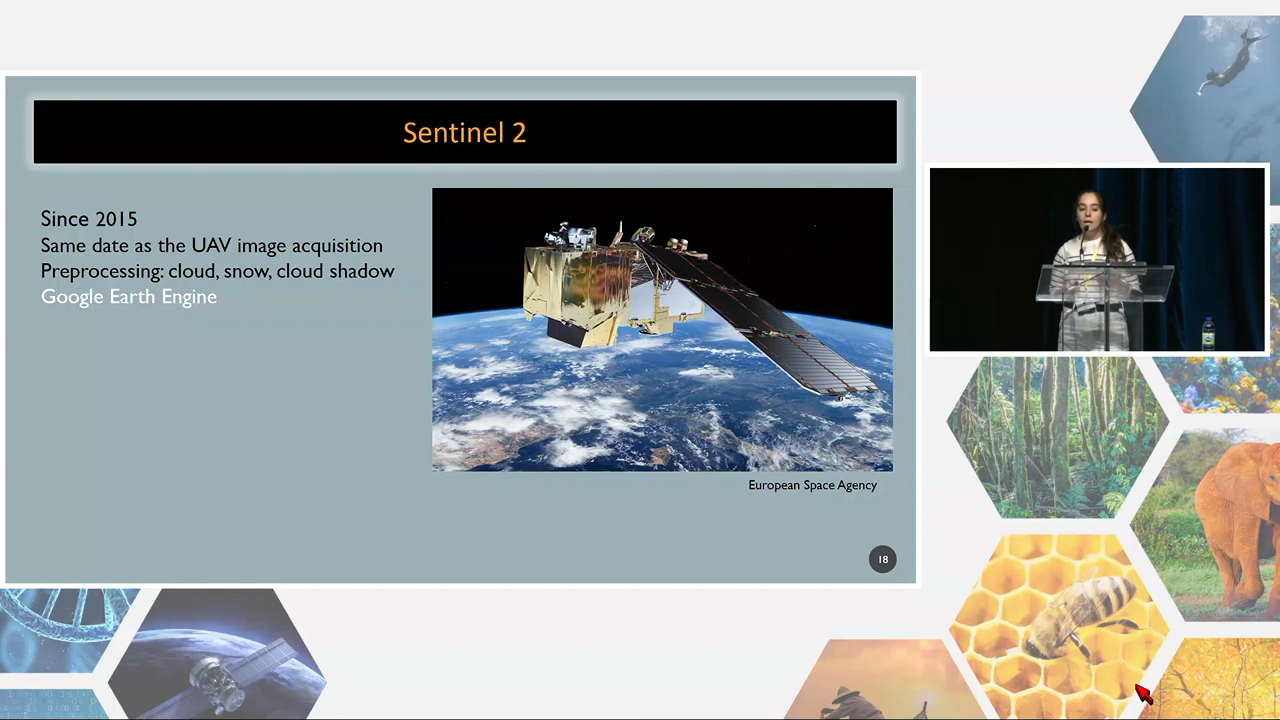 Sentinel 2
Since 2015
Same date as the UAV image acquisition
Preprocessing: cloud, snow, cloud shadow
Google Earth Engine
European Space Agency
18